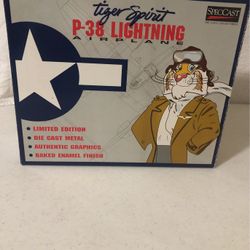 tiger Spirit
SPECCAST
P-38 LIGHTNING
AIRPLANE
• LIMITED EDITION
• DIE CAST METAL
• AUTHENTIC GRAPHICS
• BAKED ENAMEL FINISH